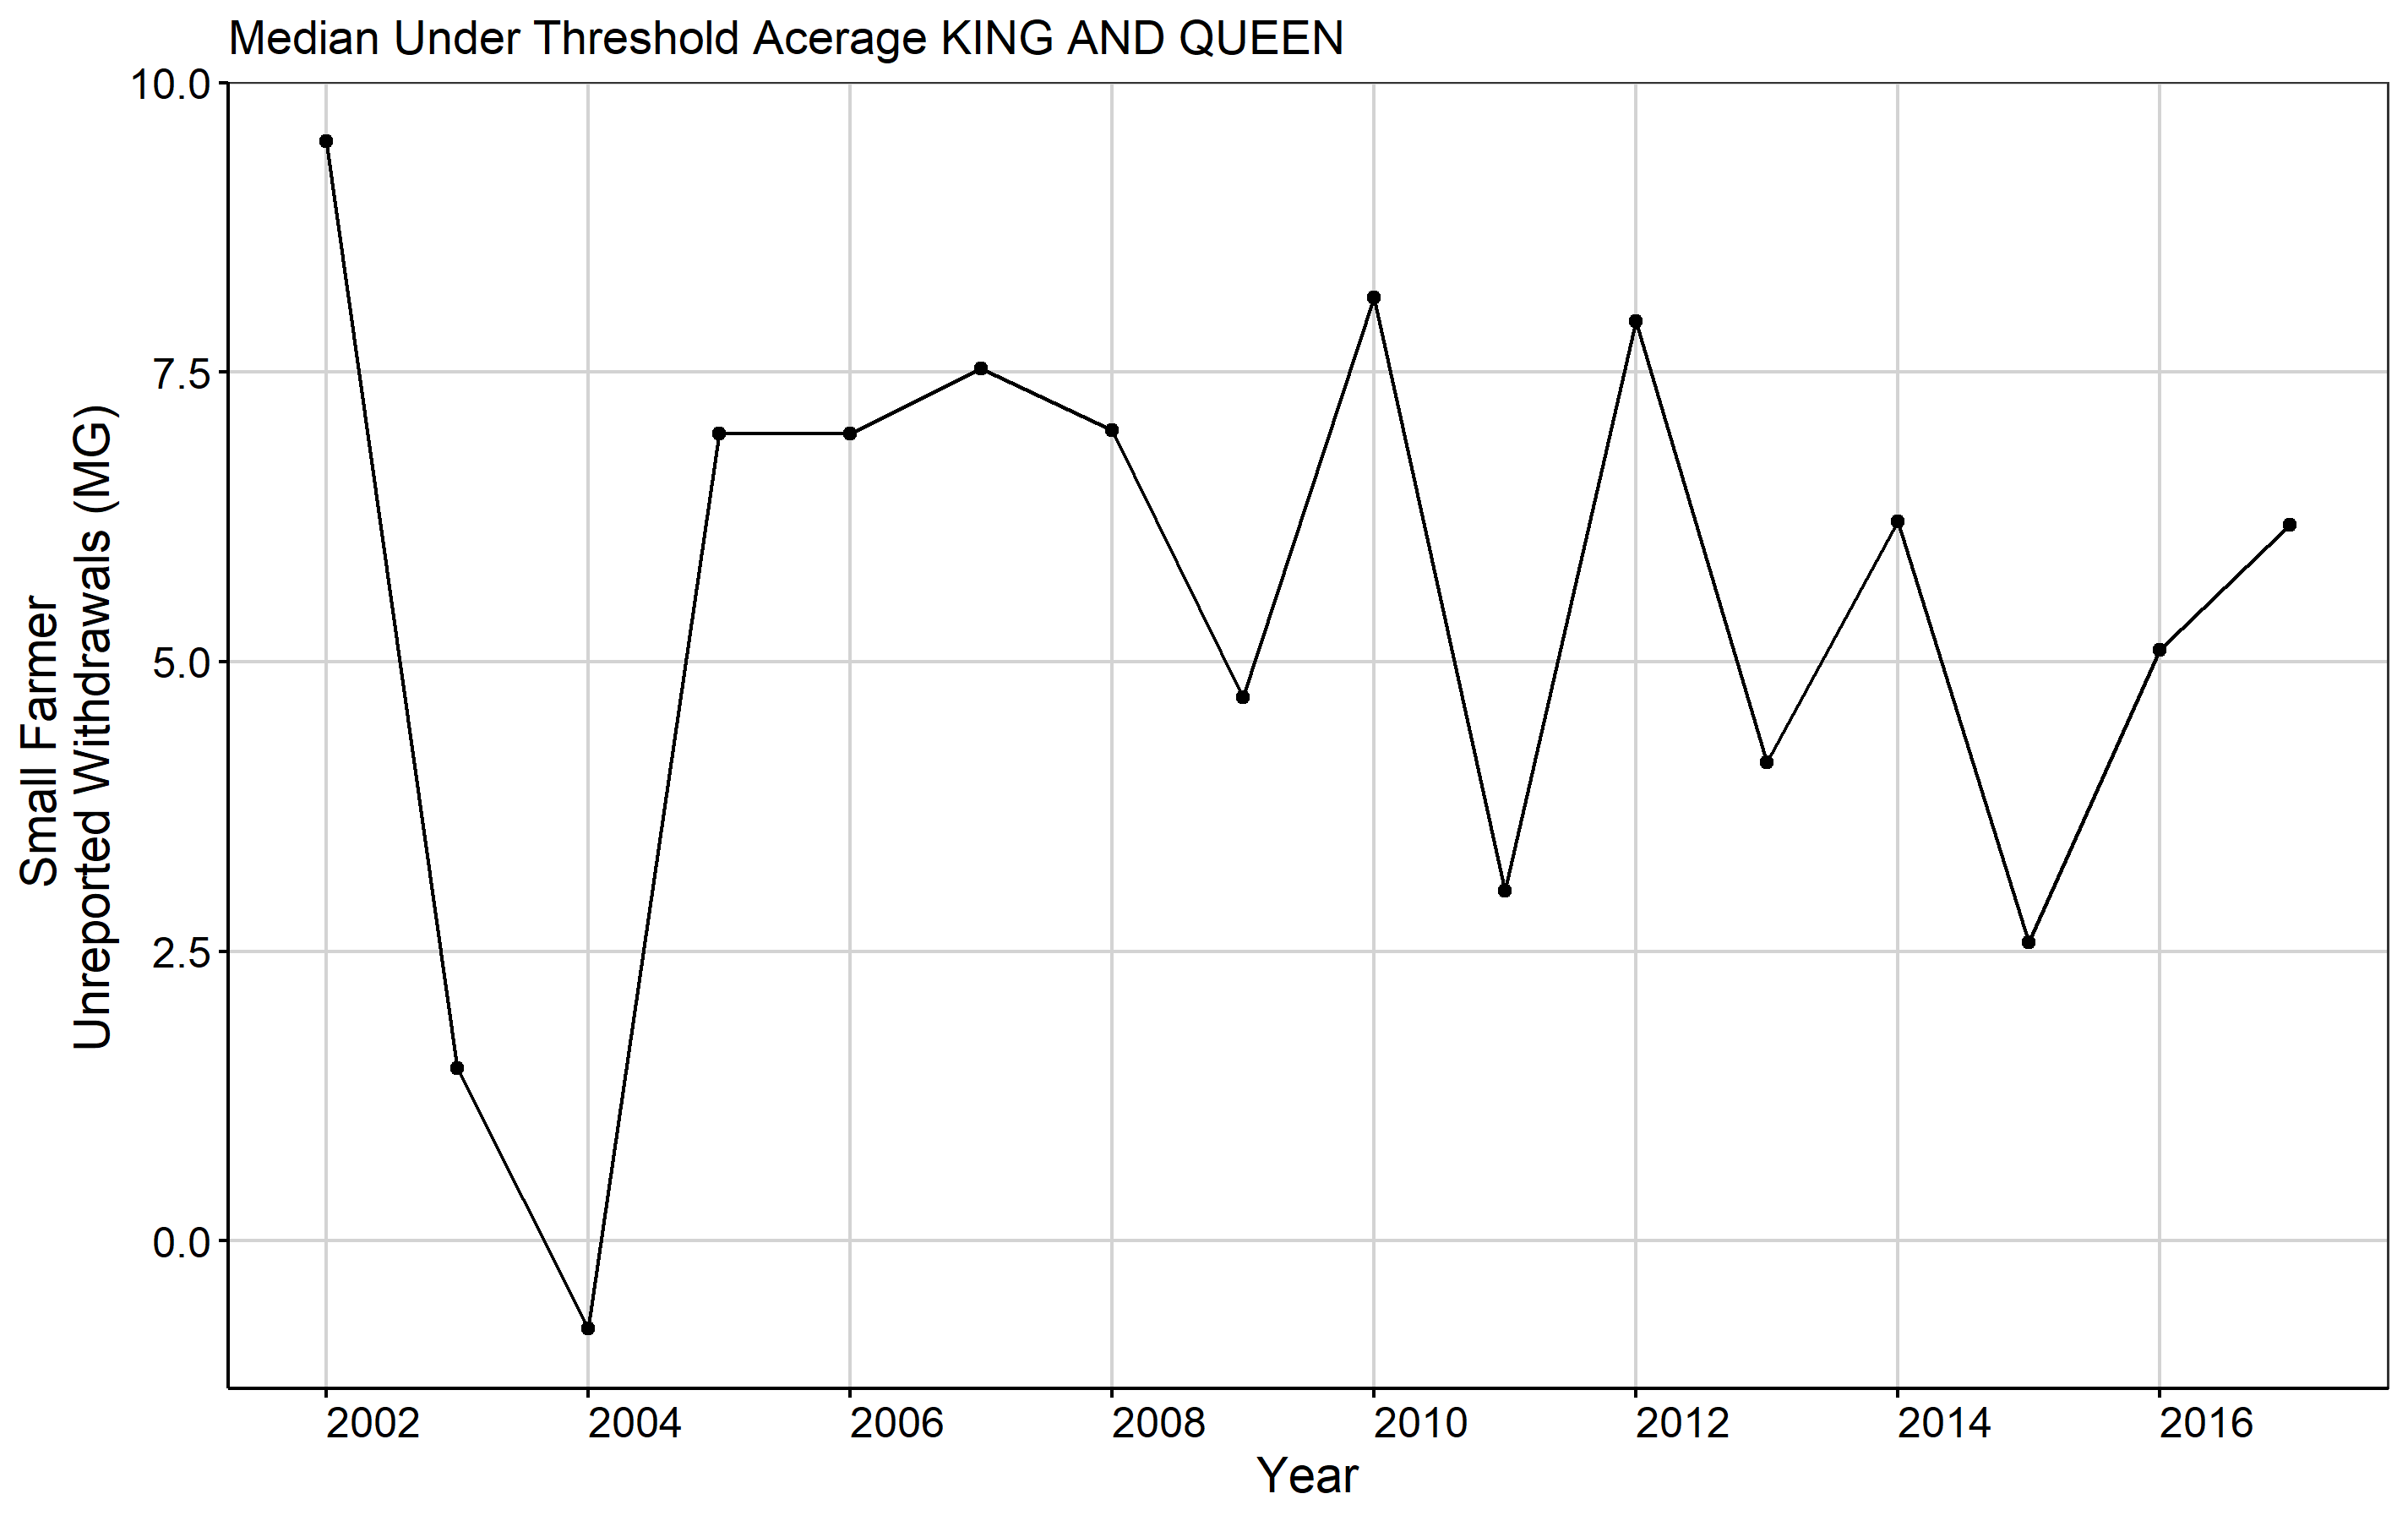 Median Under Threshold Acerage KING AND QUEEN
10.0
7.5
5.0
2.5
0.0
Small Farmer
Unreported Withdrawals (MG)
2002 2004 2006 2008 2010 2012 2014 2016
Year